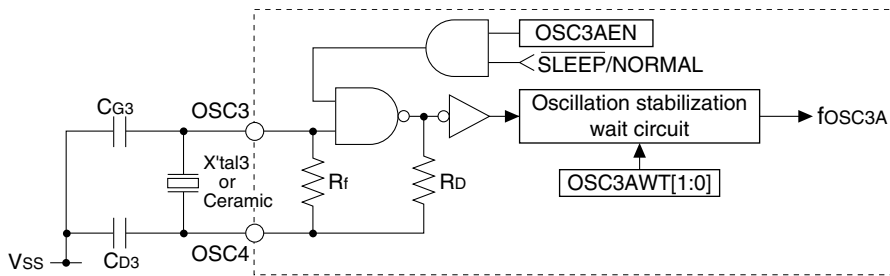 OSC3AEN
SLEEP/NORMAL
CG3
OSC3
Oscillation stabilization
wait circuit
fOSC3A
X'tal3
or
Ceramic
Rf
RD
OSC3AWT[1:0]
OSC4
VSS
CD3